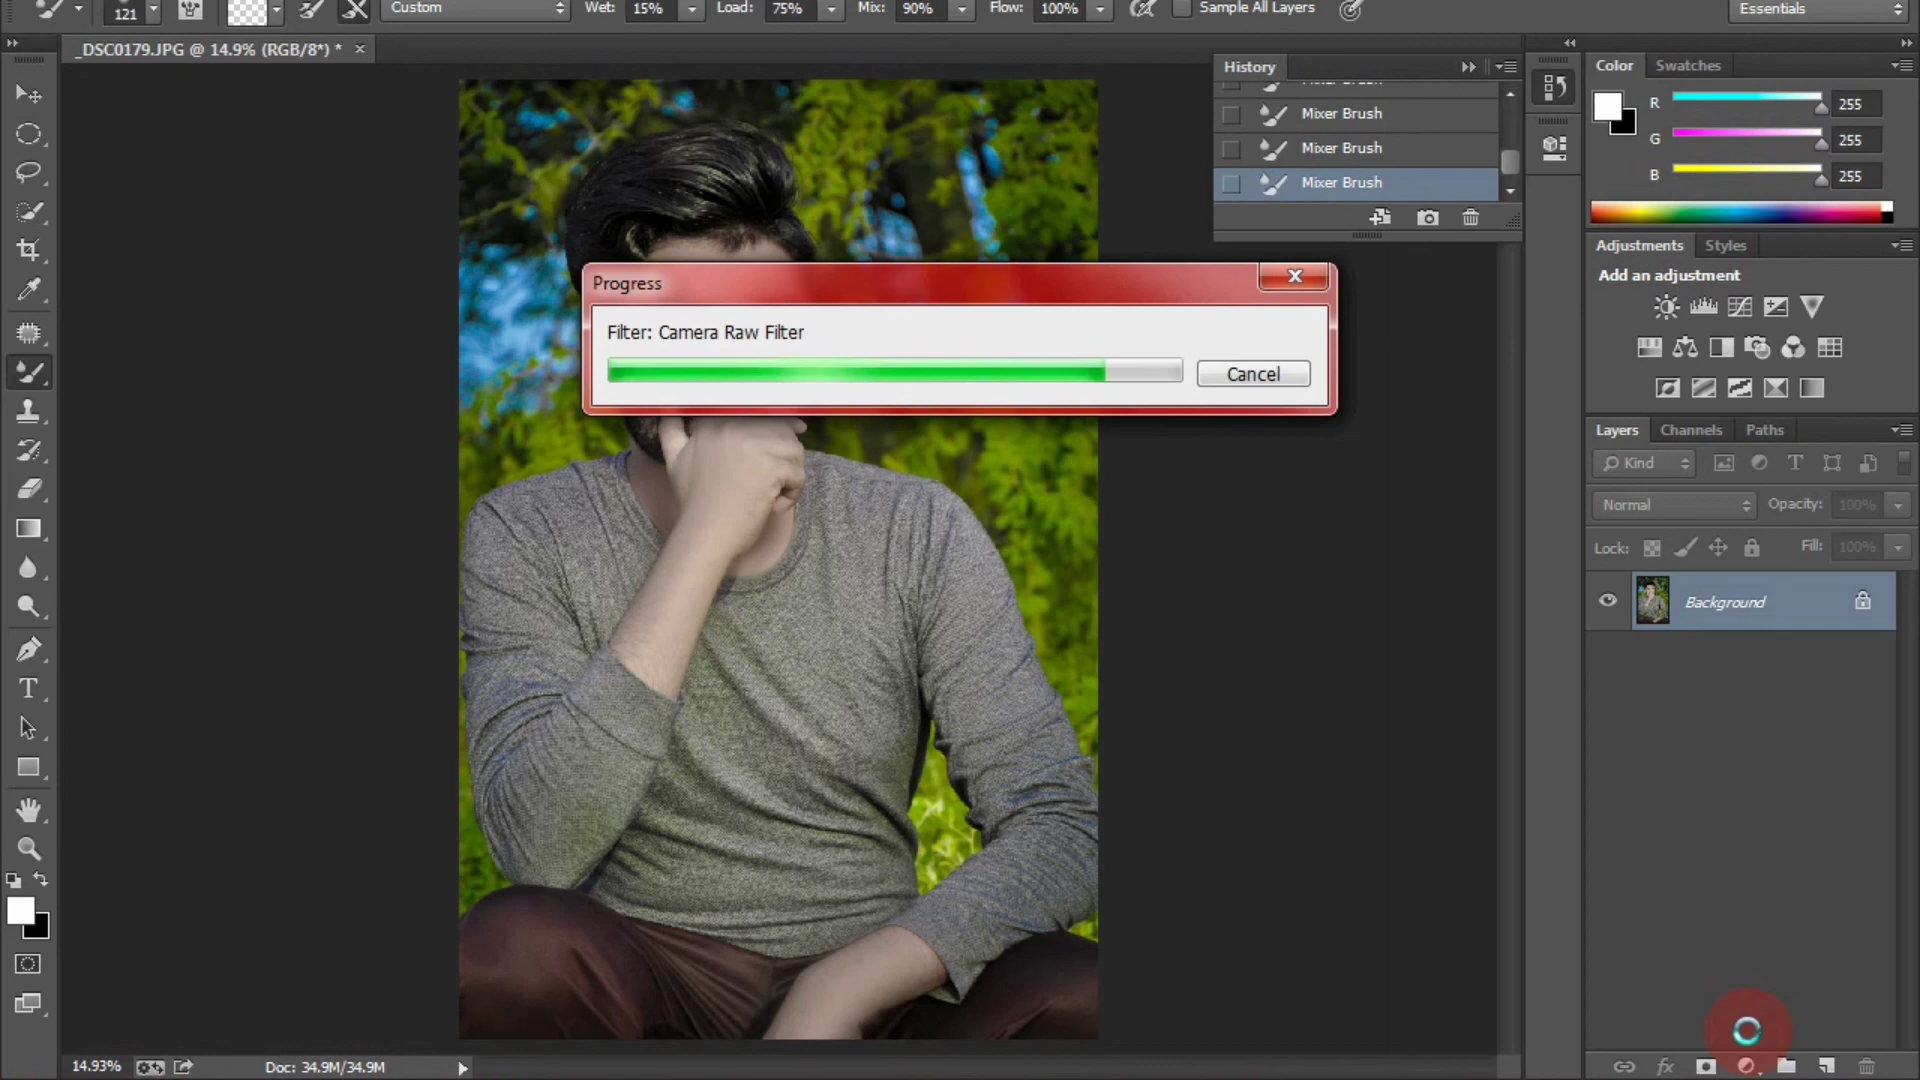 Custom Wet: 15% Load: 75% Mix: 90% Flow: 100% Sample All Layers Essentials
121
_DSC0179.JPG @ 14.9% (RGB/8*) * ×
History
Mixer Brush
Mixer Brush
Mixer Brush
Mixer Brush
Color Swatches
R 255
G 255
B 255
Adjustments Styles
Add an adjustment
Progress
Filter: Camera Raw Filter
Cancel
Layers Channels Paths
Kind
Normal Opacity: 100%
Lock: Fill: 100%
Background
14.93% Doc: 34.9M/34.9M